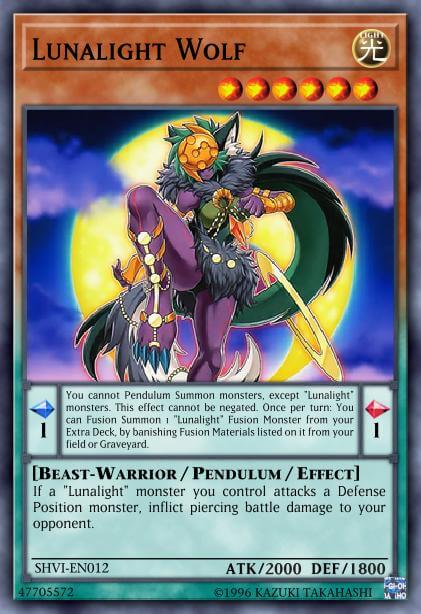 Lunalight Wolf
LIGHT
光
You cannot Pendulum Summon monsters, except "Lunalight"
monsters. This effect cannot be negated. Once per turn: You
can Fusion Summon 1 "Lunalight" Fusion Monster from your
Extra Deck, by banishing Fusion Materials listed on it from your
field or Graveyard.
1
1
[Beast-Warrior / Pendulum / Effect]
If a "Lunalight" monster you control attacks a Defense
Position monster, inflict piercing battle damage to your
opponent.
SHVI-EN012
ATK/2000 DEF/1800
47705572
©1996 KAZUKI TAKAHASHI